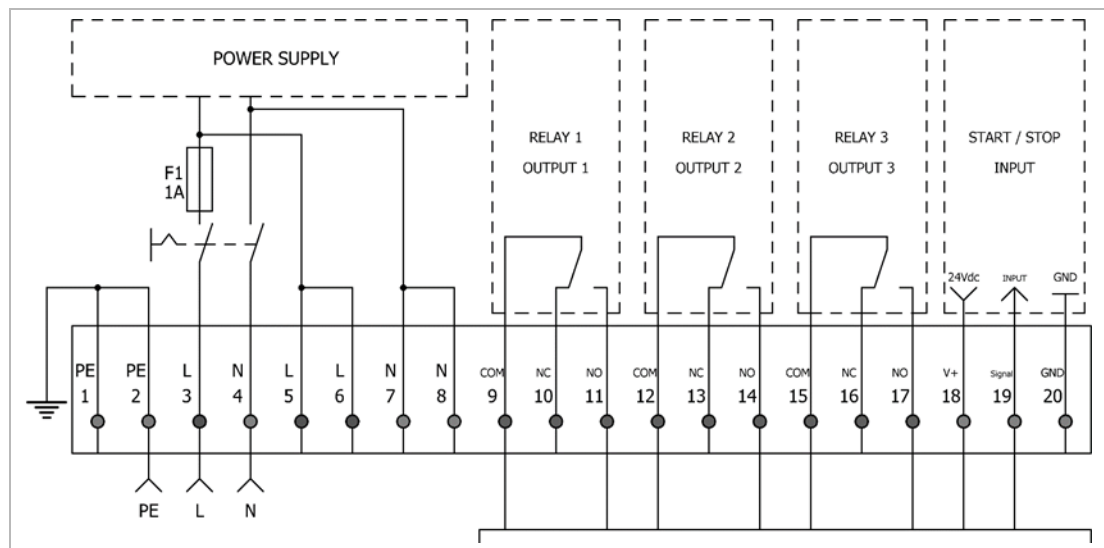 POWER SUPPLY
RELAY 1
OUTPUT 1
RELAY 2
OUTPUT 2
RELAY 3
OUTPUT 3
START / STOP
INPUT
F1
1A
24Vdc
INPUT
GND
PE
1
PE
2
L
3
N
4
L
5
L
6
N
7
N
8
COM
9
NC
10
NO
11
COM
12
NC
13
NO
14
COM
15
NC
16
NO
17
V+
18
Signal
19
GND
20
PE
L
N